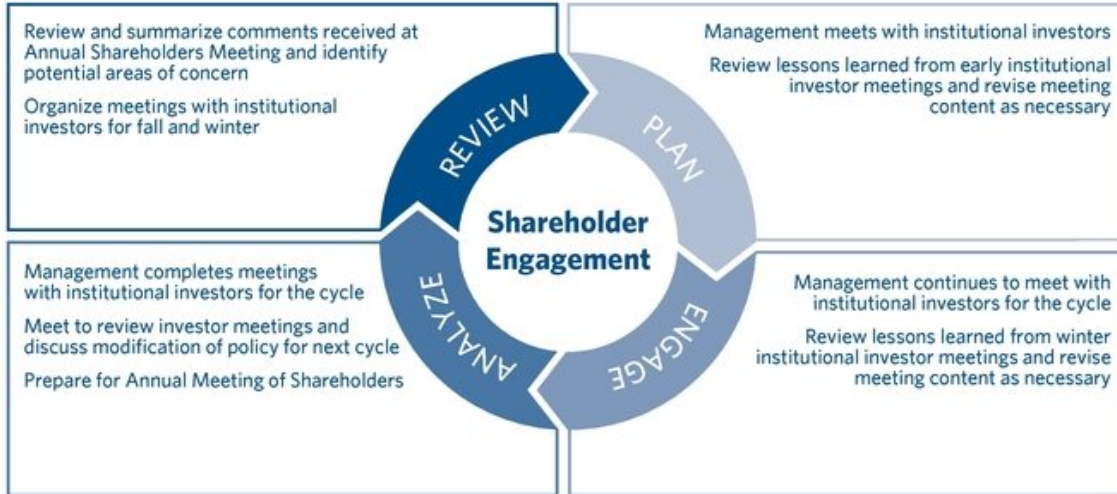 Review and summarize comments received at
Annual Shareholders Meeting and identify
potential areas of concern
Organize meetings with institutional
investors for fall and winter
REVIEW
Management meets with institutional investors
Review lessons learned from early institutional
investor meetings and revise meeting
content as necessary
PLAN
Shareholder
Engagement
Management completes meetings
with institutional investors for the cycle
Meet to review investor meetings and
discuss modification of policy for next cycle
Prepare for Annual Meeting of Shareholders
ANALYZE
Management continues to meet with
institutional investors for the cycle
Review lessons learned from winter
institutional investor meetings and revise
meeting content as necessary
ENGAGE